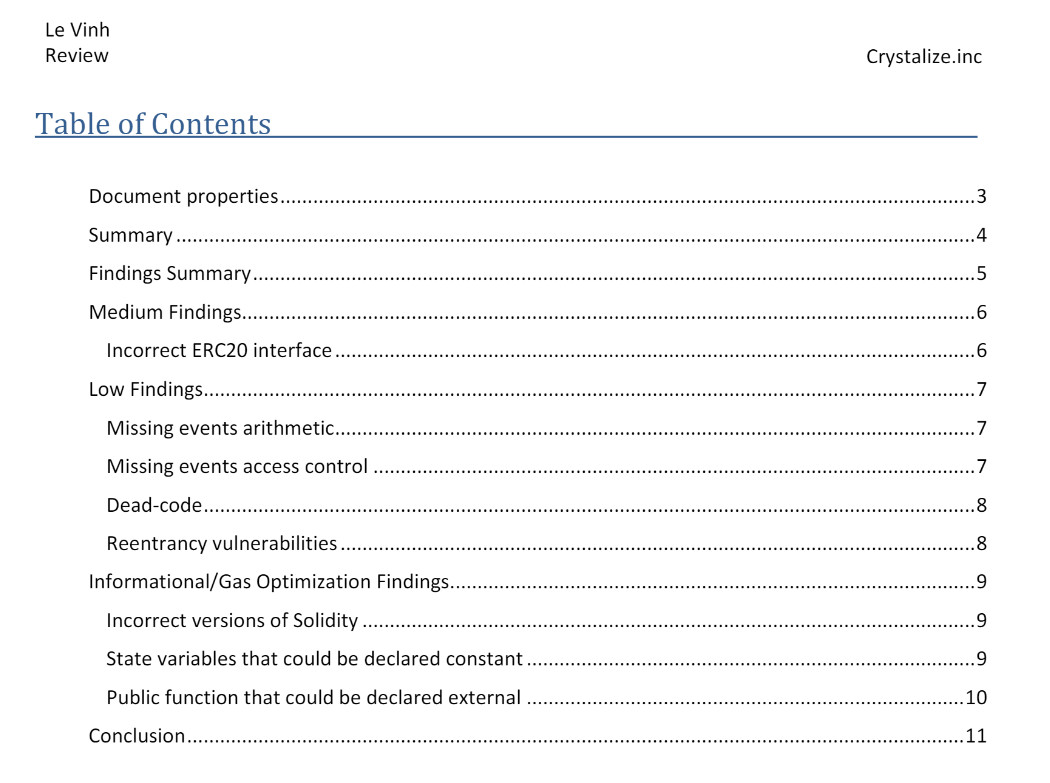 Le Vinh
Review
Crystalize.inc
Table of Contents
Document properties....................3
Summary....................4
Findings Summary....................5
Medium Findings....................6
Incorrect ERC20 interface....................6
Low Findings....................7
Missing events arithmetic....................7
Missing events access control....................7
Dead-code....................8
Reentrancy vulnerabilities....................8
Informational/Gas Optimization Findings....................9
Incorrect versions of Solidity....................9
State variables that could be declared constant....................9
Public function that could be declared external....................10
Conclusion....................11